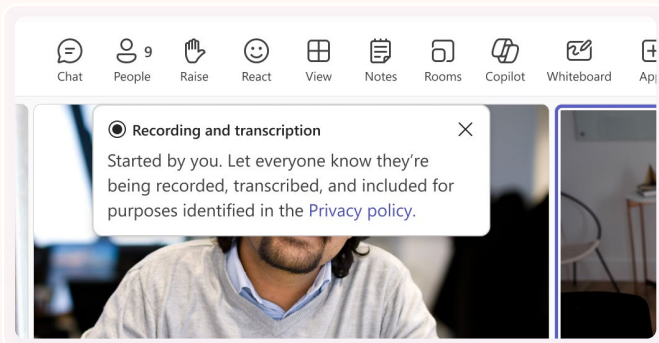 9
Chat People Raise React View Notes Rooms Copilot Whiteboard
Recording and transcription
Started by you. Let everyone know they're
being recorded, transcribed, and included for
purposes identified in the Privacy policy.